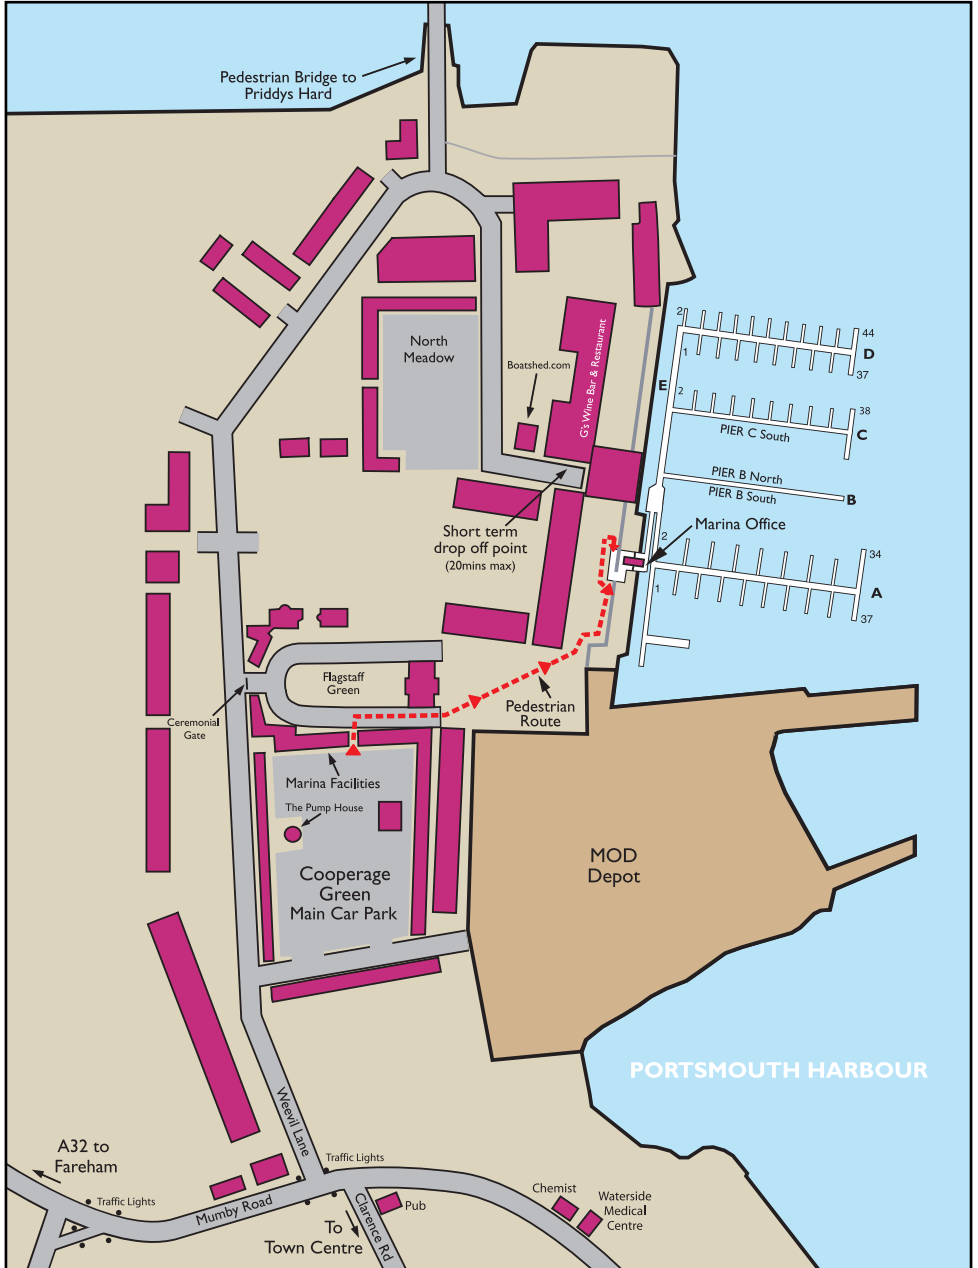 Pedestrian Bridge to
Priddys Hard
North
Meadow
Boatshed.com
G's Wine Bar & Restaurant
2
44
D
1
37
E
2
38
PIER C South
C
PIER B North
B
PIER B South
Short term
drop off point
(20mins max)
Marina Office
2
34
A
1
37
Flagstaff
Green
Ceremonial
Gate
Pedestrian
Route
Marina Facilities
The Pump House
Cooperage
Green
Main Car Park
MOD
Depot
PORTSMOUTH HARBOUR
Weevil Lane
A32 to
Fareham
Traffic Lights
Traffic Lights
Mumby Road
Clarence Rd
Pub
To
Town Centre
Chemist
Waterside
Medical
Centre